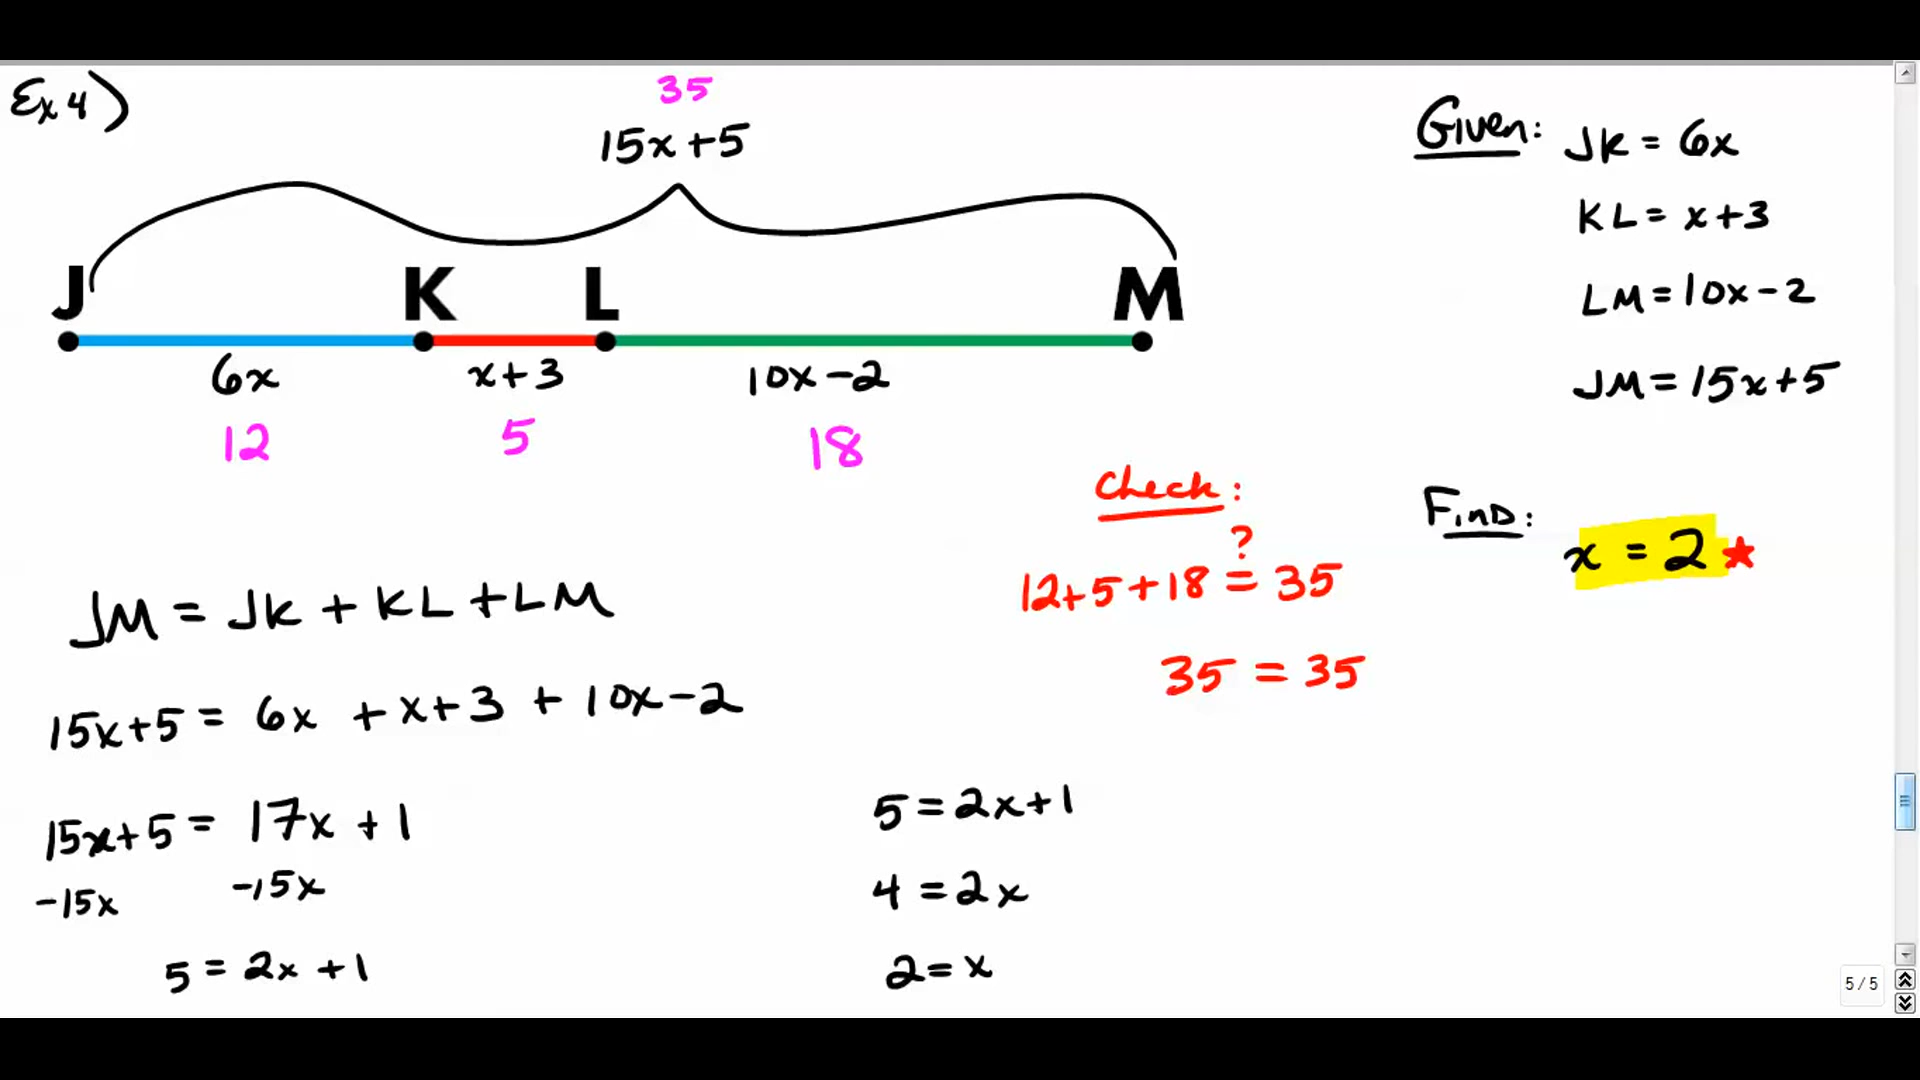 Ex 4)
35
15x+5
J K L M
6x x+3 10x-2
12 5 18
Given: JK = 6x
KL = x+3
LM = 10x-2
JM = 15x+5
Find: x = 2
Check:
?
12+5+18 = 35
35 = 35
JM = JK + KL + LM
15x+5 = 6x + x+3 + 10x-2
15x+5 = 17x + 1
-15x -15x
5 = 2x + 1
5 = 2x+1
4 = 2x
2 = x
5 / 5